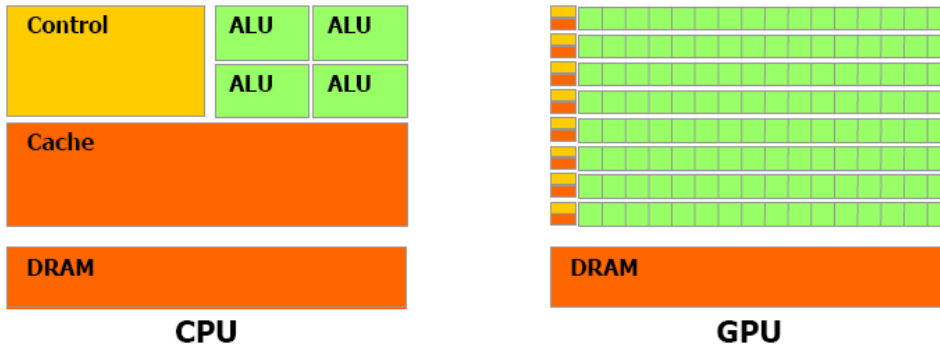 Control
ALU ALU
ALU ALU
Cache
DRAM
CPU
DRAM
GPU